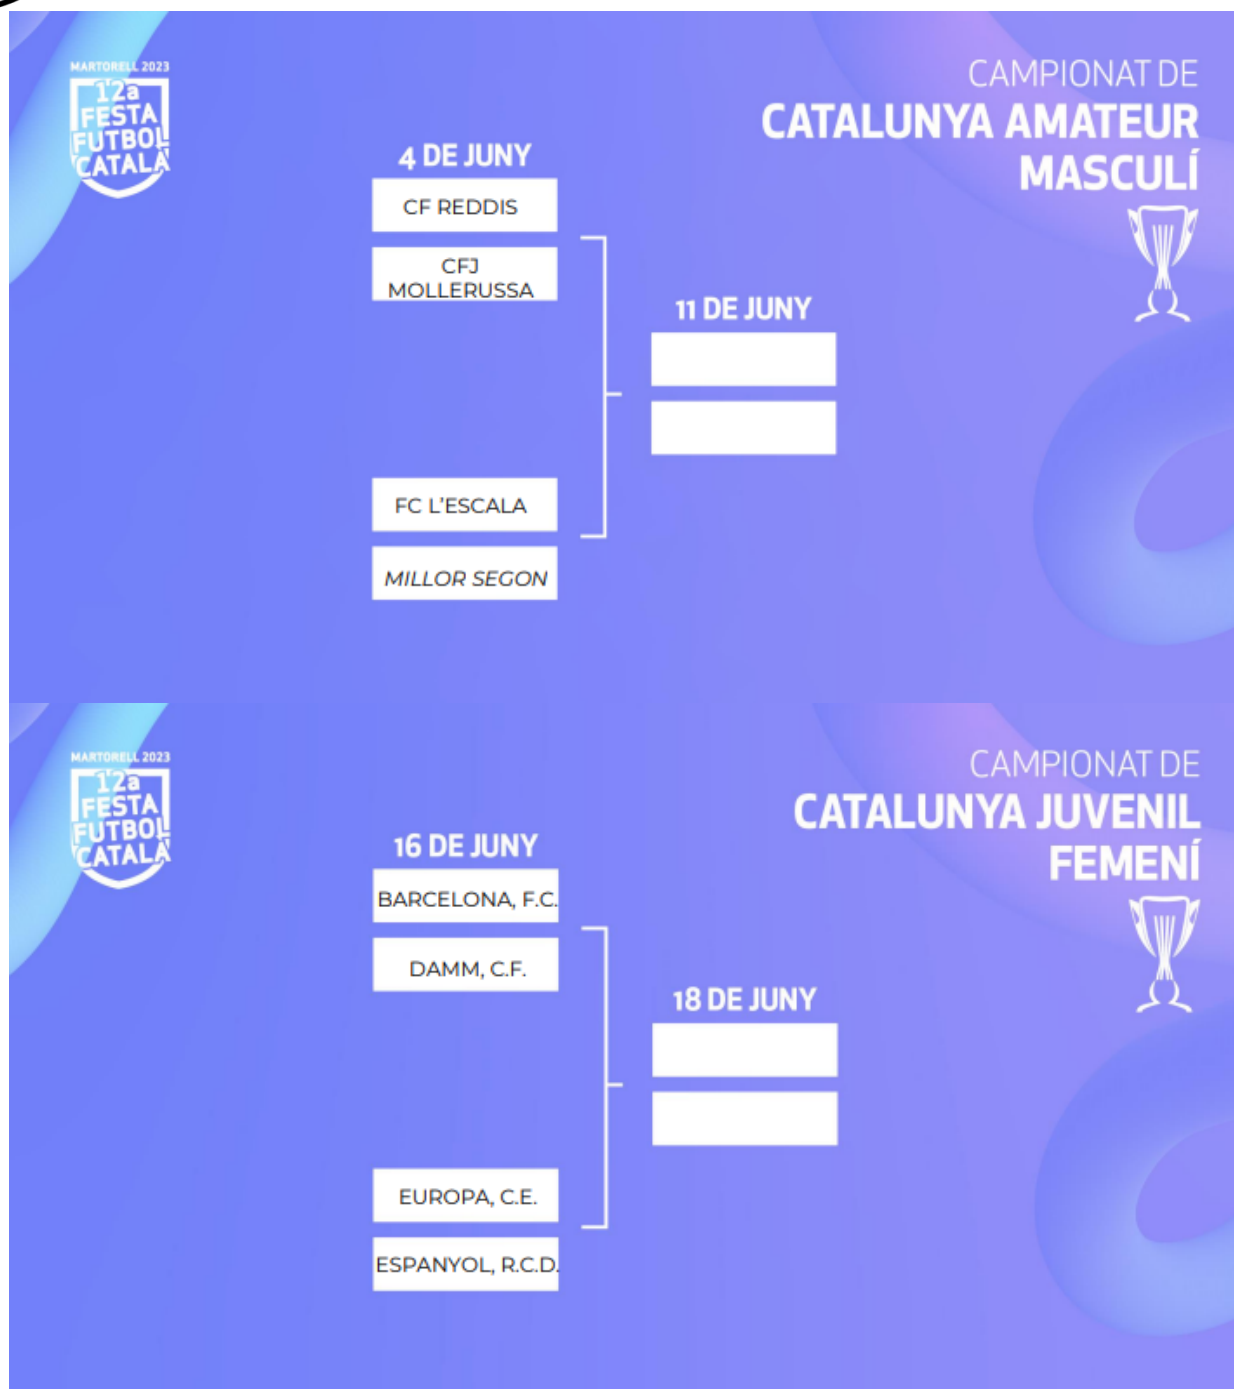 MARTORELL 2023
12a
FESTA
FUTBOL
CATALÀ
CAMPIONAT DE
CATALUNYA AMATEUR
MASCULÍ
4 DE JUNY
CF REDDIS
CFJ
MOLLERUSSA
11 DE JUNY
FC L'ESCALA
MILLOR SEGON
MARTORELL 2023
12a
FESTA
FUTBOL
CATALÀ
CAMPIONAT DE
CATALUNYA JUVENIL
FEMENÍ
16 DE JUNY
BARCELONA, F.C.
DAMM, C.F.
18 DE JUNY
EUROPA, C.E.
ESPANYOL, R.C.D.